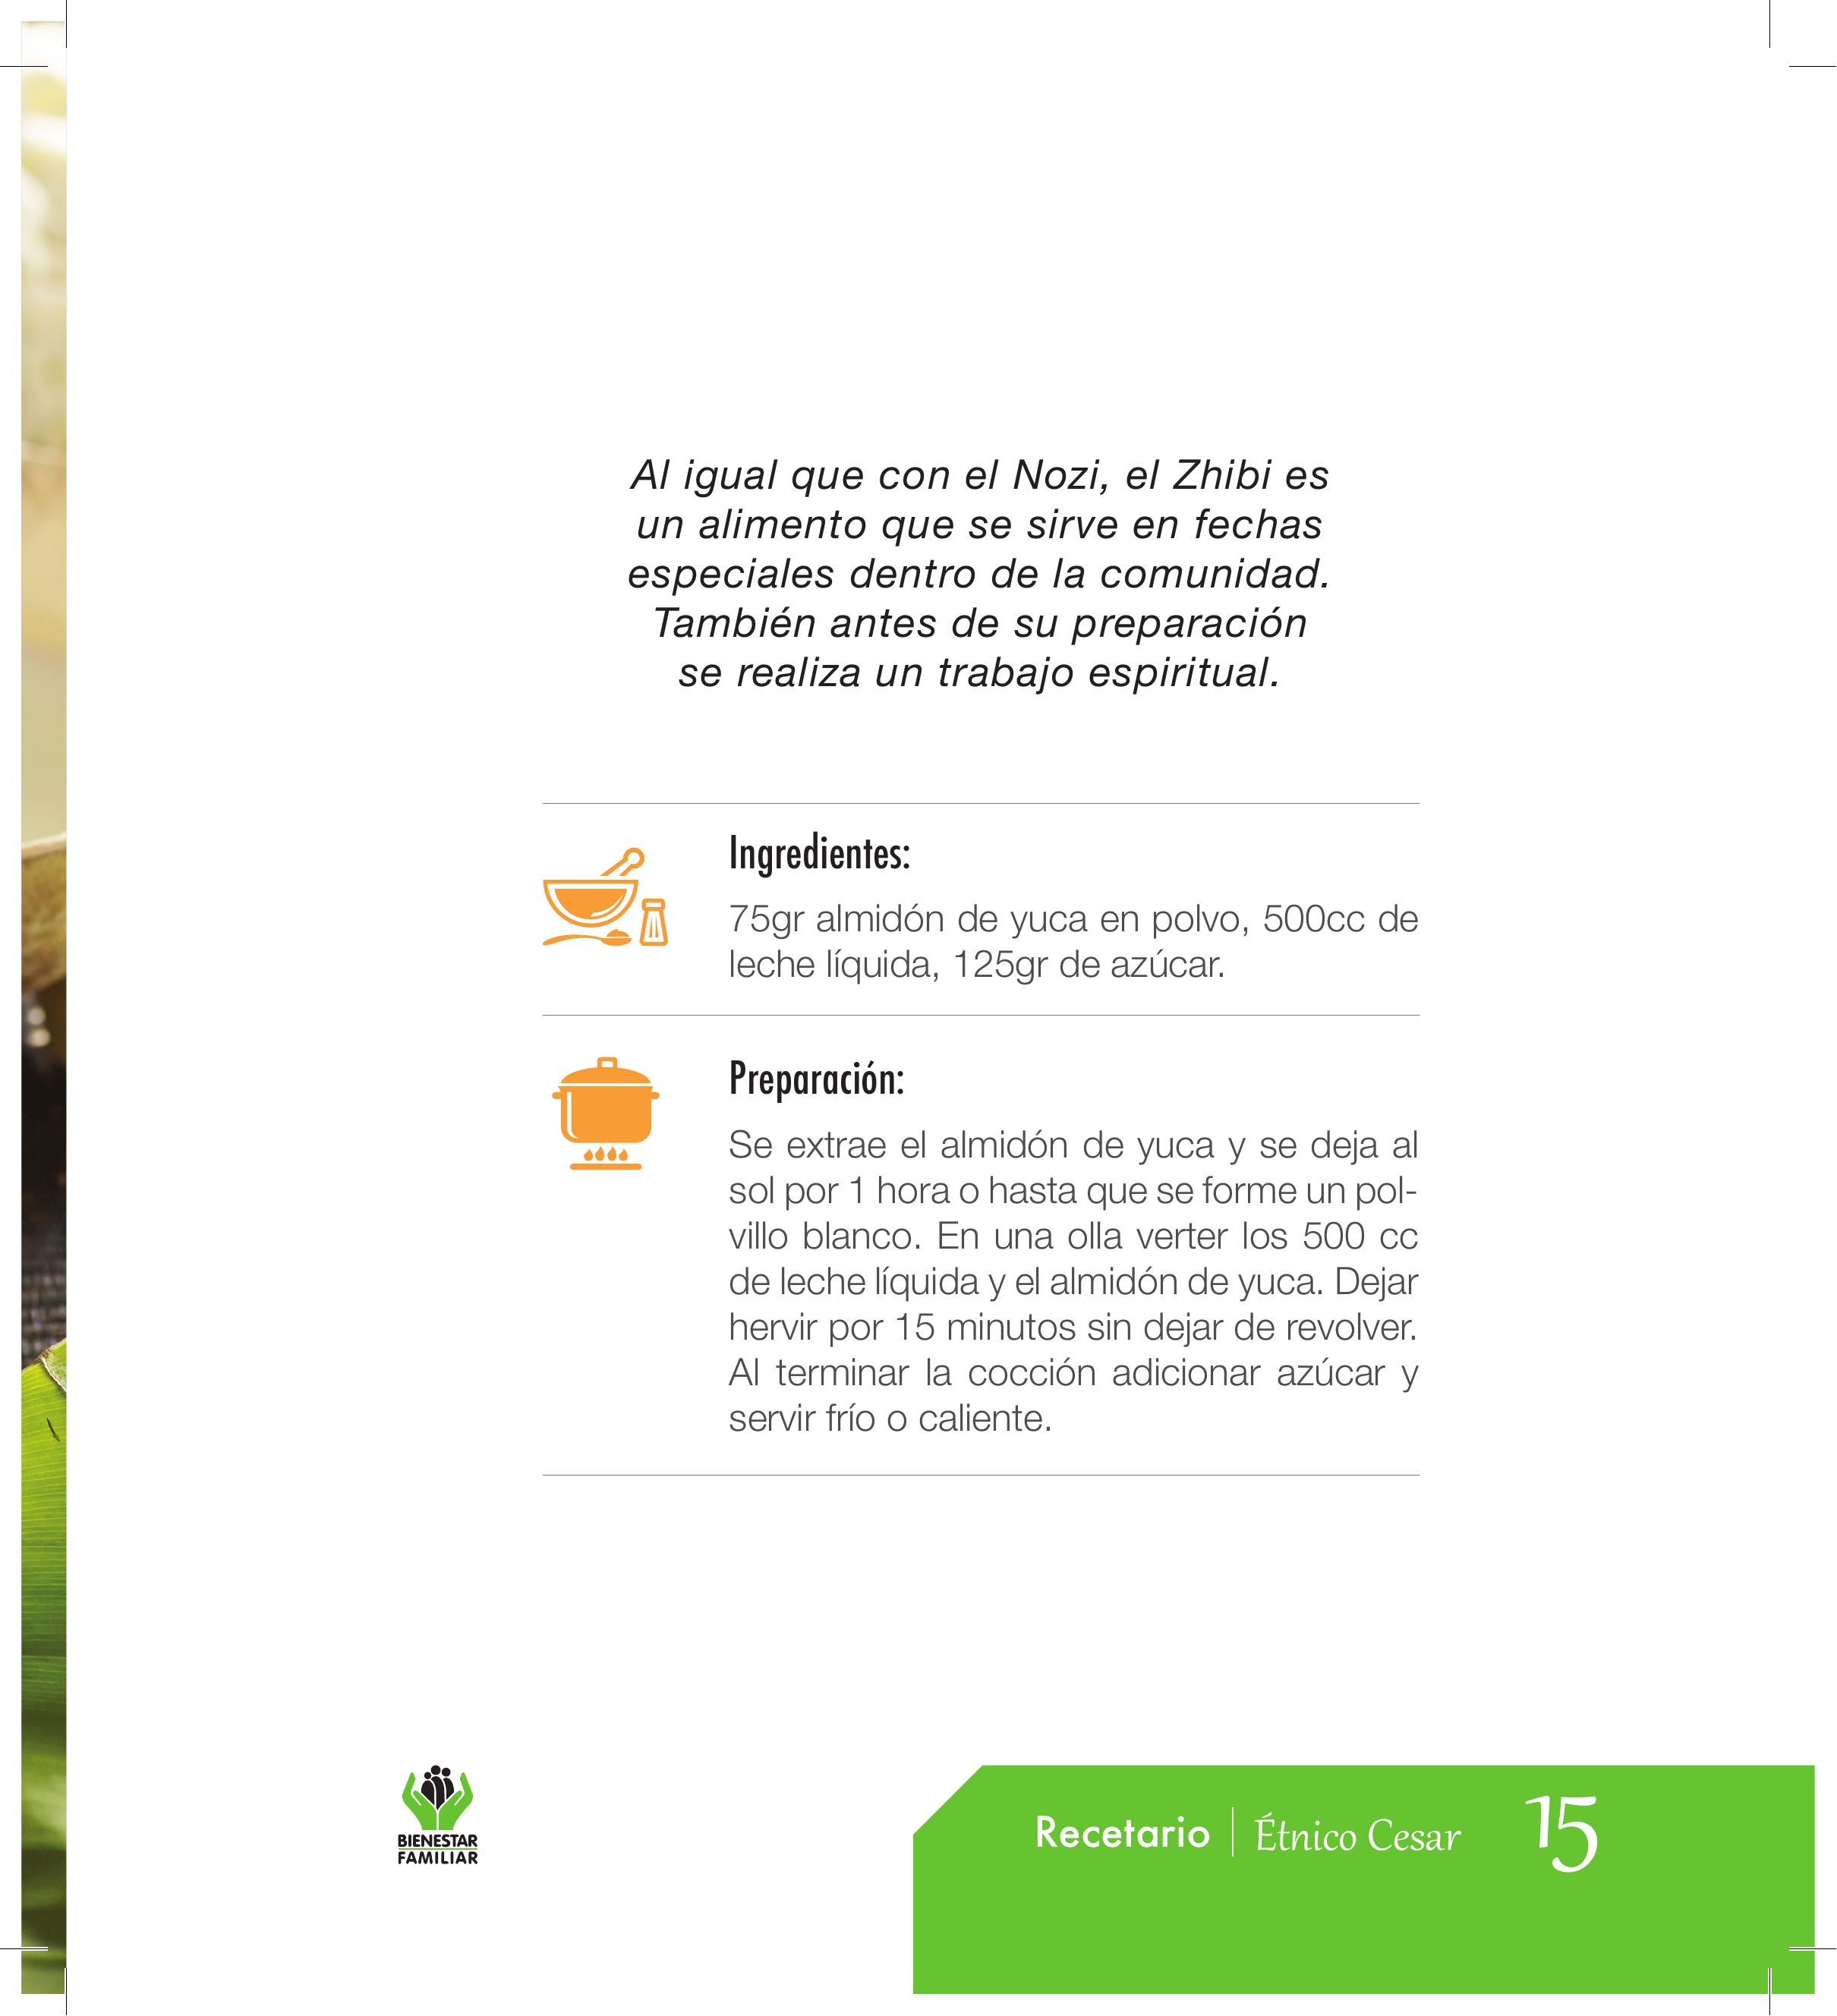 Al igual que con el Nozi, el Zhibi es
un alimento que se sirve en fechas
especiales dentro de la comunidad.
También antes de su preparación
se realiza un trabajo espiritual.
Ingredientes:
75gr almidón de yuca en polvo, 500cc de
leche líquida, 125gr de azúcar.
Preparación:
Se extrae el almidón de yuca y se deja al
sol por 1 hora o hasta que se forme un pol-
villo blanco. En una olla verter los 500 cc
de leche líquida y el almidón de yuca. Dejar
hervir por 15 minutos sin dejar de revolver.
Al terminar la cocción adicionar azúcar y
servir frío o caliente.
BIENESTAR
FAMILIAR
Recetario | Étnico Cesar 15